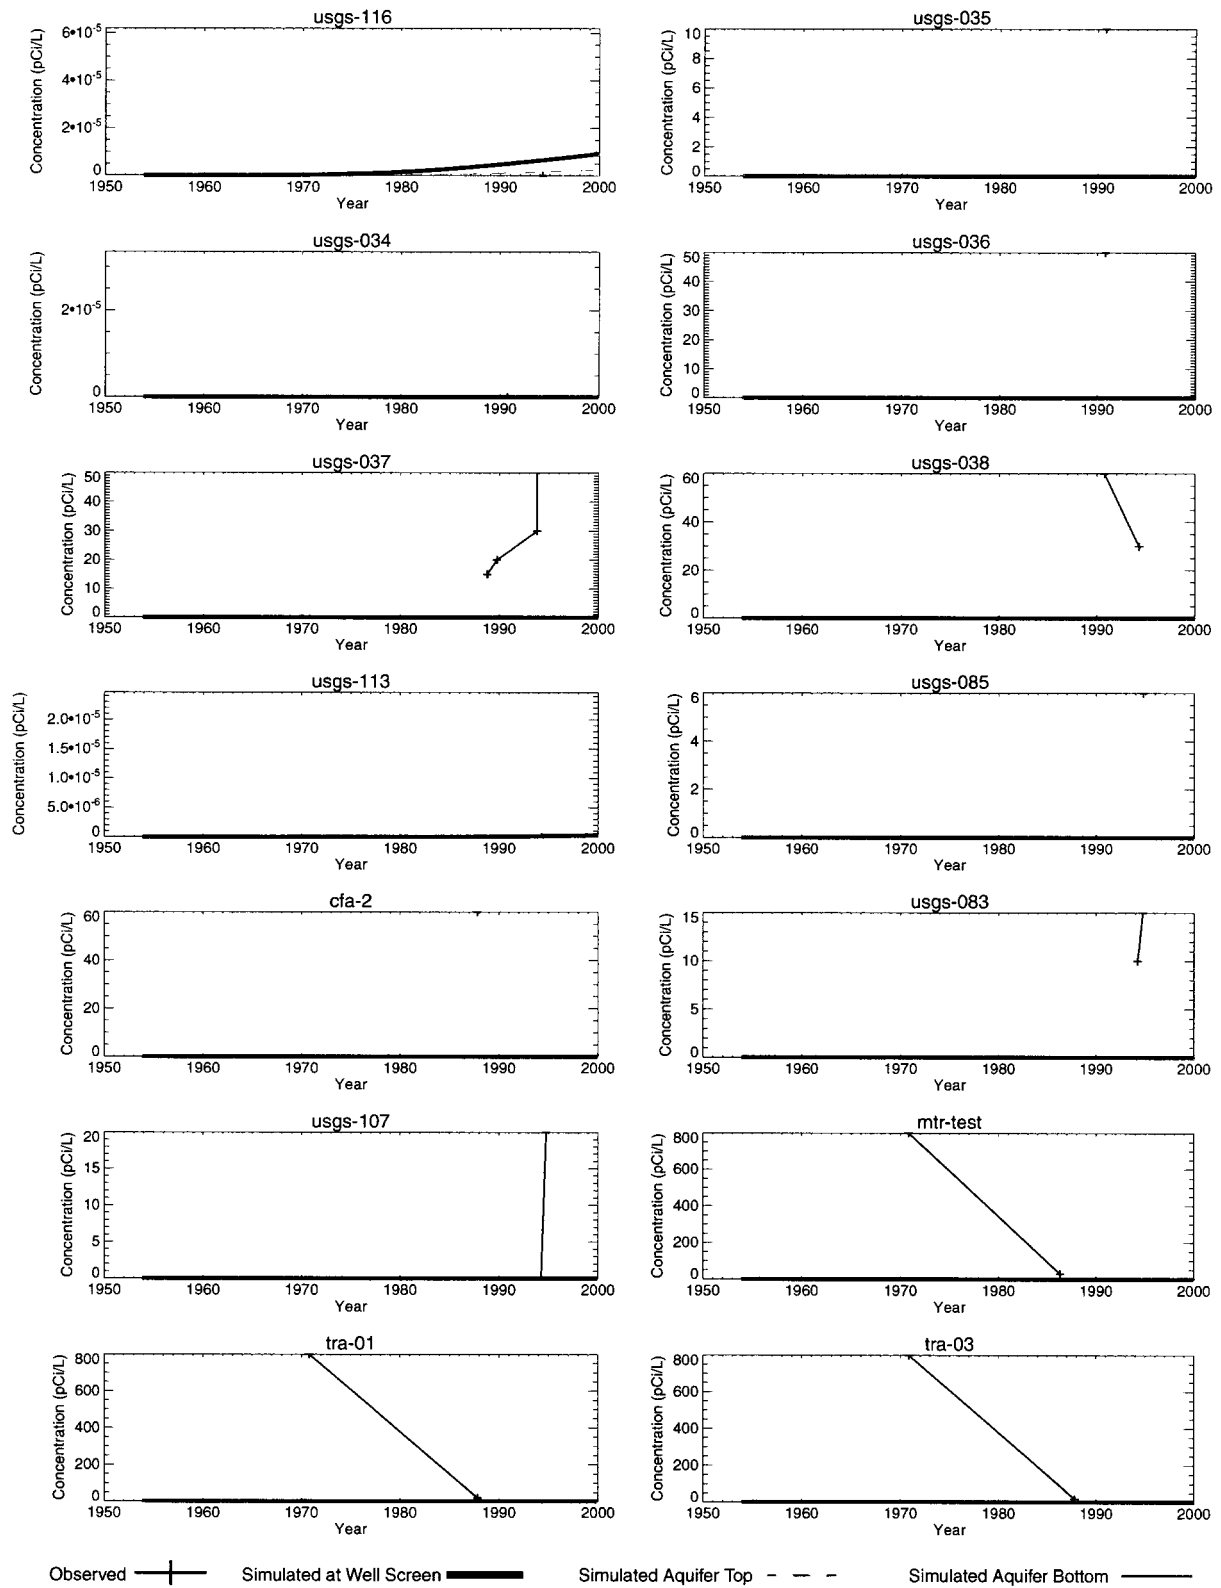 usgs-116
Concentration (pCi/L)
6•10⁻⁵
4•10⁻⁵
2•10⁻⁵
0
1950 1960 1970 1980 1990 2000
Year
usgs-035
Concentration (pCi/L)
10
8
6
4
2
0
1950 1960 1970 1980 1990 2000
Year
usgs-034
Concentration (pCi/L)
2•10⁻⁵
0
1950 1960 1970 1980 1990 2000
Year
usgs-036
Concentration (pCi/L)
50
40
30
20
10
0
1950 1960 1970 1980 1990 2000
Year
usgs-037
Concentration (pCi/L)
50
40
30
20
10
0
1950 1960 1970 1980 1990 2000
Year
usgs-038
Concentration (pCi/L)
60
40
20
0
1950 1960 1970 1980 1990 2000
Year
usgs-113
Concentration (pCi/L)
2.0•10⁻⁵
1.5•10⁻⁵
1.0•10⁻⁵
5.0•10⁻⁶
0
1950 1960 1970 1980 1990 2000
Year
usgs-085
Concentration (pCi/L)
6
4
2
0
1950 1960 1970 1980 1990 2000
Year
cfa-2
Concentration (pCi/L)
60
40
20
0
1950 1960 1970 1980 1990 2000
Year
usgs-083
Concentration (pCi/L)
15
10
5
0
1950 1960 1970 1980 1990 2000
Year
usgs-107
Concentration (pCi/L)
20
15
10
5
0
1950 1960 1970 1980 1990 2000
Year
mtr-test
Concentration (pCi/L)
800
600
400
200
0
1950 1960 1970 1980 1990 2000
Year
tra-01
Concentration (pCi/L)
800
600
400
200
0
1950 1960 1970 1980 1990 2000
Year
tra-03
Concentration (pCi/L)
800
600
400
200
0
1950 1960 1970 1980 1990 2000
Year
Observed Simulated at Well Screen Simulated Aquifer Top Simulated Aquifer Bottom